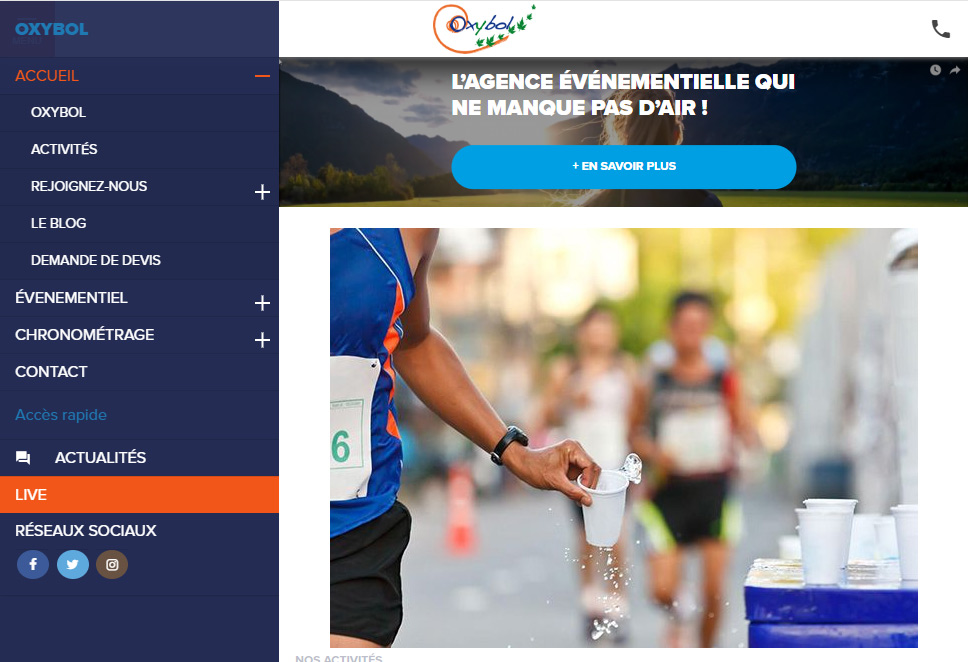 OXYBOL
ACCUEIL
OXYBOL
ACTIVITÉS
REJOIGNEZ-NOUS
LE BLOG
DEMANDE DE DEVIS
ÉVENEMENTIEL
CHRONOMÉTRAGE
CONTACT
Accès rapide
ACTUALITÉS
LIVE
RÉSEAUX SOCIAUX
Oxybol
L'AGENCE ÉVÉNEMENTIELLE QUI
NE MANQUE PAS D'AIR !
+ EN SAVOIR PLUS
6
NOS ACTIVITÉS